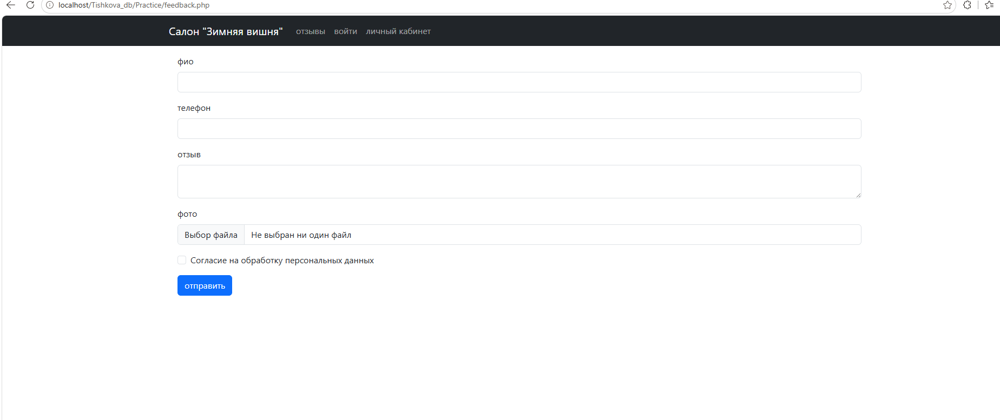 localhost/Tishkova_db/Practice/feedback.php
Салон "Зимняя вишня" отзывы войти личный кабинет
фио
телефон
отзыв
фото
Выбор файла Не выбран ни один файл
Согласие на обработку персональных данных
отправить